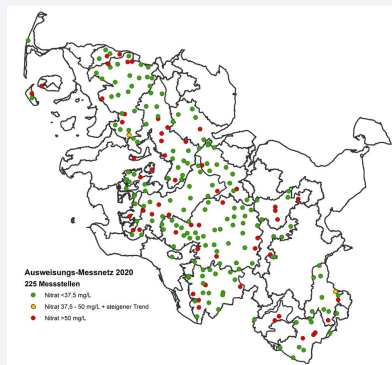 Ausweisungs-Messnetz 2020
225 Messstellen
Nitrat <37,5 mg/L
Nitrat 37,5 - 50 mg/L + steigener Trend
Nitrat >50 mg/L